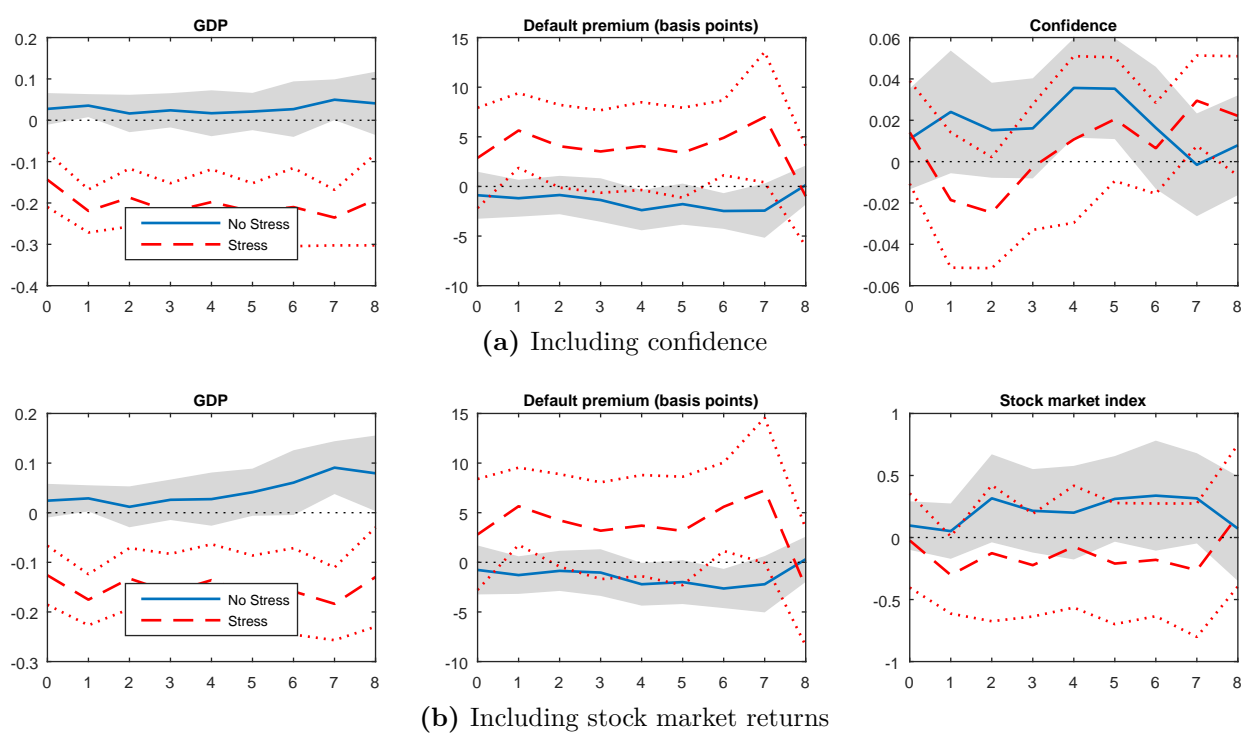 GDP
Default premium (basis points)
Confidence
0.2
0.1
0
-0.1
-0.2
-0.3
-0.4
No Stress
Stress
0 1 2 3 4 5 6 7 8
15
10
5
0
-5
-10
0 1 2 3 4 5 6 7 8
0.06
0.04
0.02
0
-0.02
-0.04
-0.06
0 1 2 3 4 5 6 7 8
(a) Including confidence
GDP
Default premium (basis points)
Stock market index
0.2
0.1
0
-0.1
-0.2
-0.3
No Stress
Stress
0 1 2 3 4 5 6 7 8
15
10
5
0
-5
-10
0 1 2 3 4 5 6 7 8
1
0.5
0
-0.5
-1
0 1 2 3 4 5 6 7 8
(b) Including stock market returns